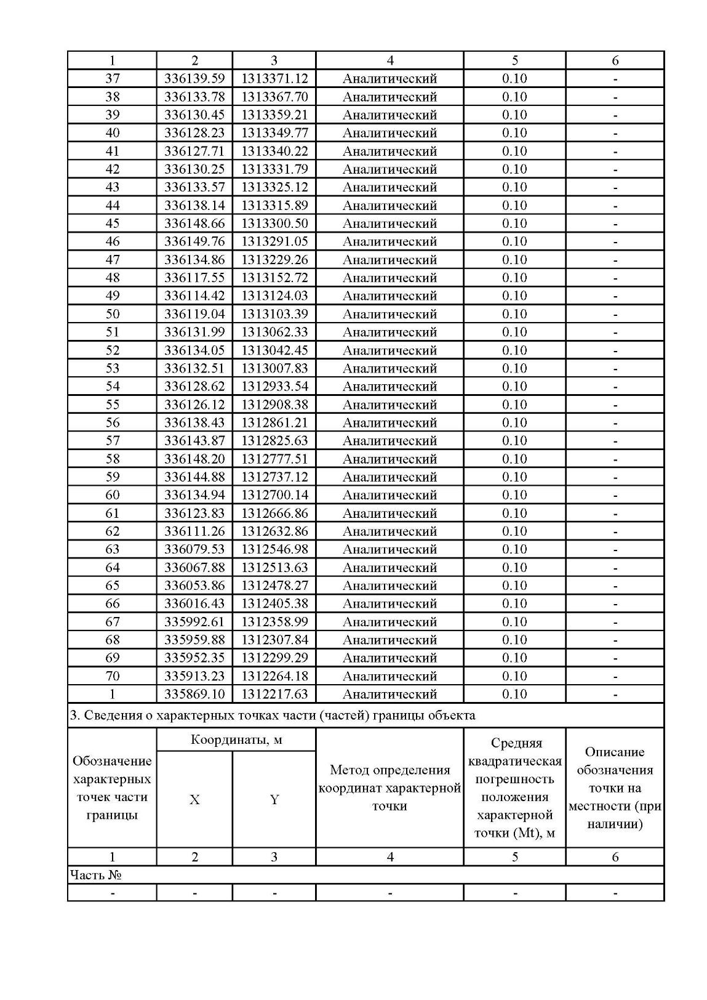 1 2 3 4 5 6
37 336139.59 1313371.12 Аналитический 0.10 -
38 336133.78 1313367.70 Аналитический 0.10 -
39 336130.45 1313359.21 Аналитический 0.10 -
40 336128.23 1313349.77 Аналитический 0.10 -
41 336127.71 1313340.22 Аналитический 0.10 -
42 336130.25 1313331.79 Аналитический 0.10 -
43 336133.57 1313325.12 Аналитический 0.10 -
44 336138.14 1313315.89 Аналитический 0.10 -
45 336148.66 1313300.50 Аналитический 0.10 -
46 336149.76 1313291.05 Аналитический 0.10 -
47 336134.86 1313229.26 Аналитический 0.10 -
48 336117.55 1313152.72 Аналитический 0.10 -
49 336114.42 1313124.03 Аналитический 0.10 -
50 336119.04 1313103.39 Аналитический 0.10 -
51 336131.99 1313062.33 Аналитический 0.10 -
52 336134.05 1313042.45 Аналитический 0.10 -
53 336132.51 1313007.83 Аналитический 0.10 -
54 336128.62 1312933.54 Аналитический 0.10 -
55 336126.12 1312908.38 Аналитический 0.10 -
56 336138.43 1312861.21 Аналитический 0.10 -
57 336143.87 1312825.63 Аналитический 0.10 -
58 336148.20 1312777.51 Аналитический 0.10 -
59 336144.88 1312737.12 Аналитический 0.10 -
60 336134.94 1312700.14 Аналитический 0.10 -
61 336123.83 1312666.86 Аналитический 0.10 -
62 336111.26 1312632.86 Аналитический 0.10 -
63 336079.53 1312546.98 Аналитический 0.10 -
64 336067.88 1312513.63 Аналитический 0.10 -
65 336053.86 1312478.27 Аналитический 0.10 -
66 336016.43 1312405.38 Аналитический 0.10 -
67 335992.61 1312358.99 Аналитический 0.10 -
68 335959.88 1312307.84 Аналитический 0.10 -
69 335952.35 1312299.29 Аналитический 0.10 -
70 335913.23 1312264.18 Аналитический 0.10 -
1 335869.10 1312217.63 Аналитический 0.10 -
3. Сведения о характерных точках части (частей) границы объекта
Обозначение
характерных
точек части
границы
Координаты, м
X Y
Метод определения
координат характерной
точки
Средняя
квадратическая
погрешность
положения
характерной
точки (Mt), м
Описание
обозначения
точки на
местности (при
наличии)
1 2 3 4 5 6
Часть №
- - - - - -